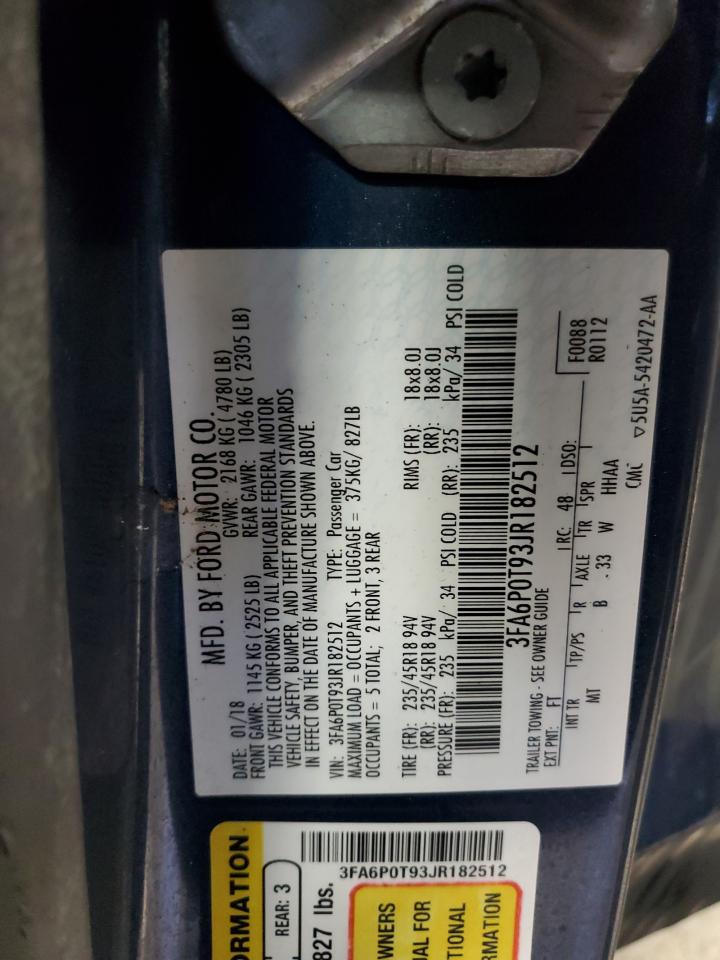 MFD. BY FORD MOTOR CO.
DATE: 01/18 GVWR: 2168 KG ( 4780 LB)
FRONT GAWR: 1145 KG ( 2525 LB) REAR GAWR: 1046 KG ( 2305 LB)
THIS VEHICLE CONFORMS TO ALL APPLICABLE FEDERAL MOTOR
VEHICLE SAFETY, BUMPER, AND THEFT PREVENTION STANDARDS
IN EFFECT ON THE DATE OF MANUFACTURE SHOWN ABOVE.
VIN: 3FA6P0T93JR182512 TYPE: Passenger Car
MAXIMUM LOAD = OCCUPANTS + LUGGAGE = 375KG/ 827LB
OCCUPANTS = 5 TOTAL; 2 FRONT, 3 REAR
TIRE (FR): 235/45R18 94V RIMS (FR): 18x8.0J
(RR): 235/45R18 94V (RR): 18x8.0J
PRESSURE (FR): 235 kPa/ 34 PSI COLD (RR): 235 kPa/ 34 PSI COLD
3FA6P0T93JR182512
TRAILER TOWING - SEE OWNER GUIDE
EXT PNT: FT RC: 48 DSO: F0088
INT TR TP/PS R AXLE TR SPR R0112
MT B 33 W HHAA
CMC ▽5U5A-5420472-AA
ORMATION
REAR: 3
827 lbs.
3FA6P0T93JR182512
OWNERS
UAL FOR
TIONAL
RMATION